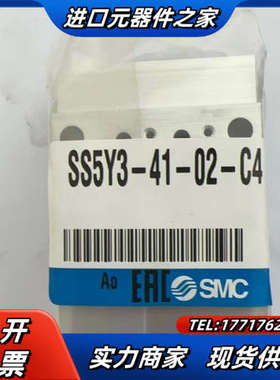 进口元器件之家
SS5Y3-41-02-C4
Ao EAC SMC
开
票
TEL:1771762
实力商家 现货